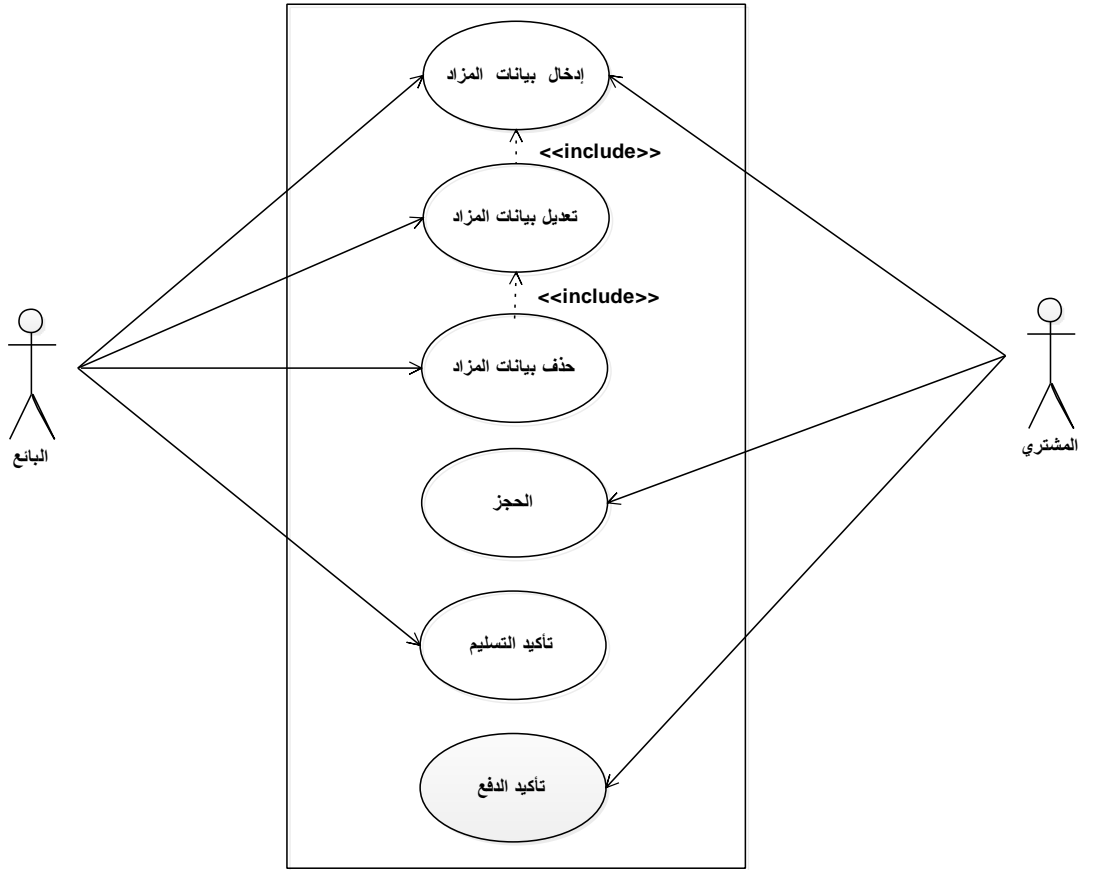 إدخال بيانات المزاد
<<include>>
تعديل بيانات المزاد
<<include>>
حذف بيانات المزاد
البائع
المشتري
الحجز
تأكيد التسليم
تأكيد الدفع